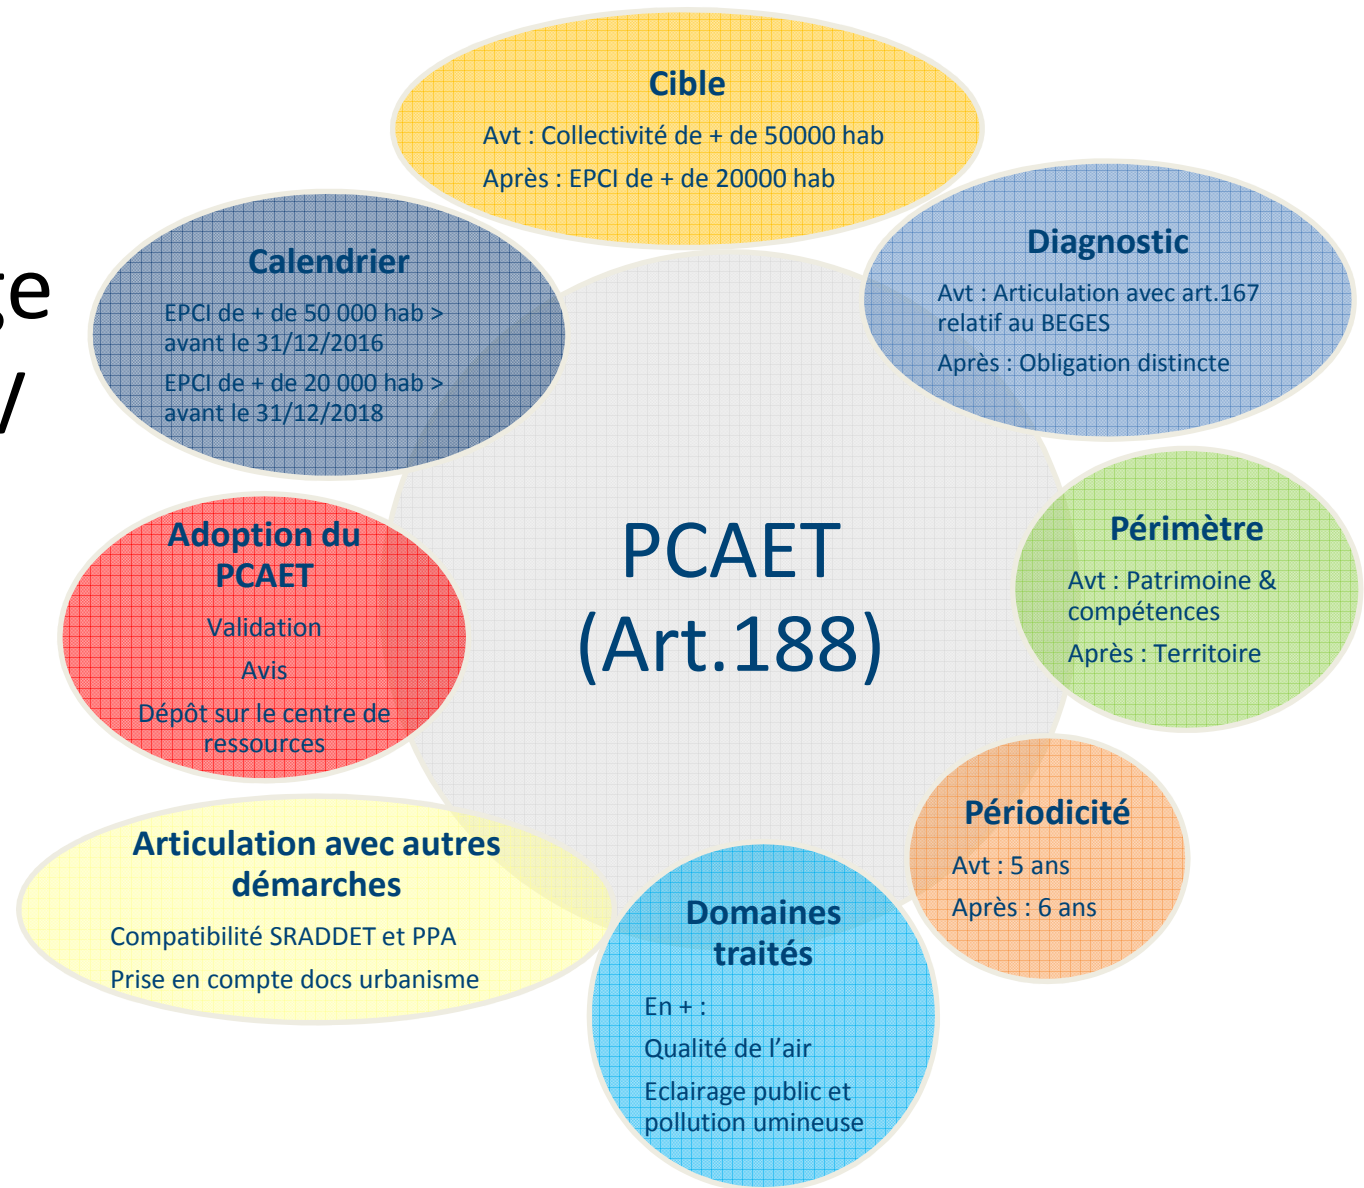 ge
V
Cible
Avt : Collectivité de + de 50000 hab
Après : EPCI de + de 20000 hab
Diagnostic
Avt : Articulation avec art.167
relatif au BEGES
Après : Obligation distincte
Périmètre
Avt : Patrimoine &
compétences
Après : Territoire
Périodicité
Avt : 5 ans
Après : 6 ans
Domaines
traités
En + :
Qualité de l’air
Eclairage public et
pollution umineuse
Articulation avec autres
démarches
Compatibilité SRADDET et PPA
Prise en compte docs urbanisme
Adoption du
PCAET
Validation
Avis
Dépôt sur le centre de
ressources
Calendrier
EPCI de + de 50 000 hab >
avant le 31/12/2016
EPCI de + de 20 000 hab >
avant le 31/12/2018
PCAET
(Art.188)